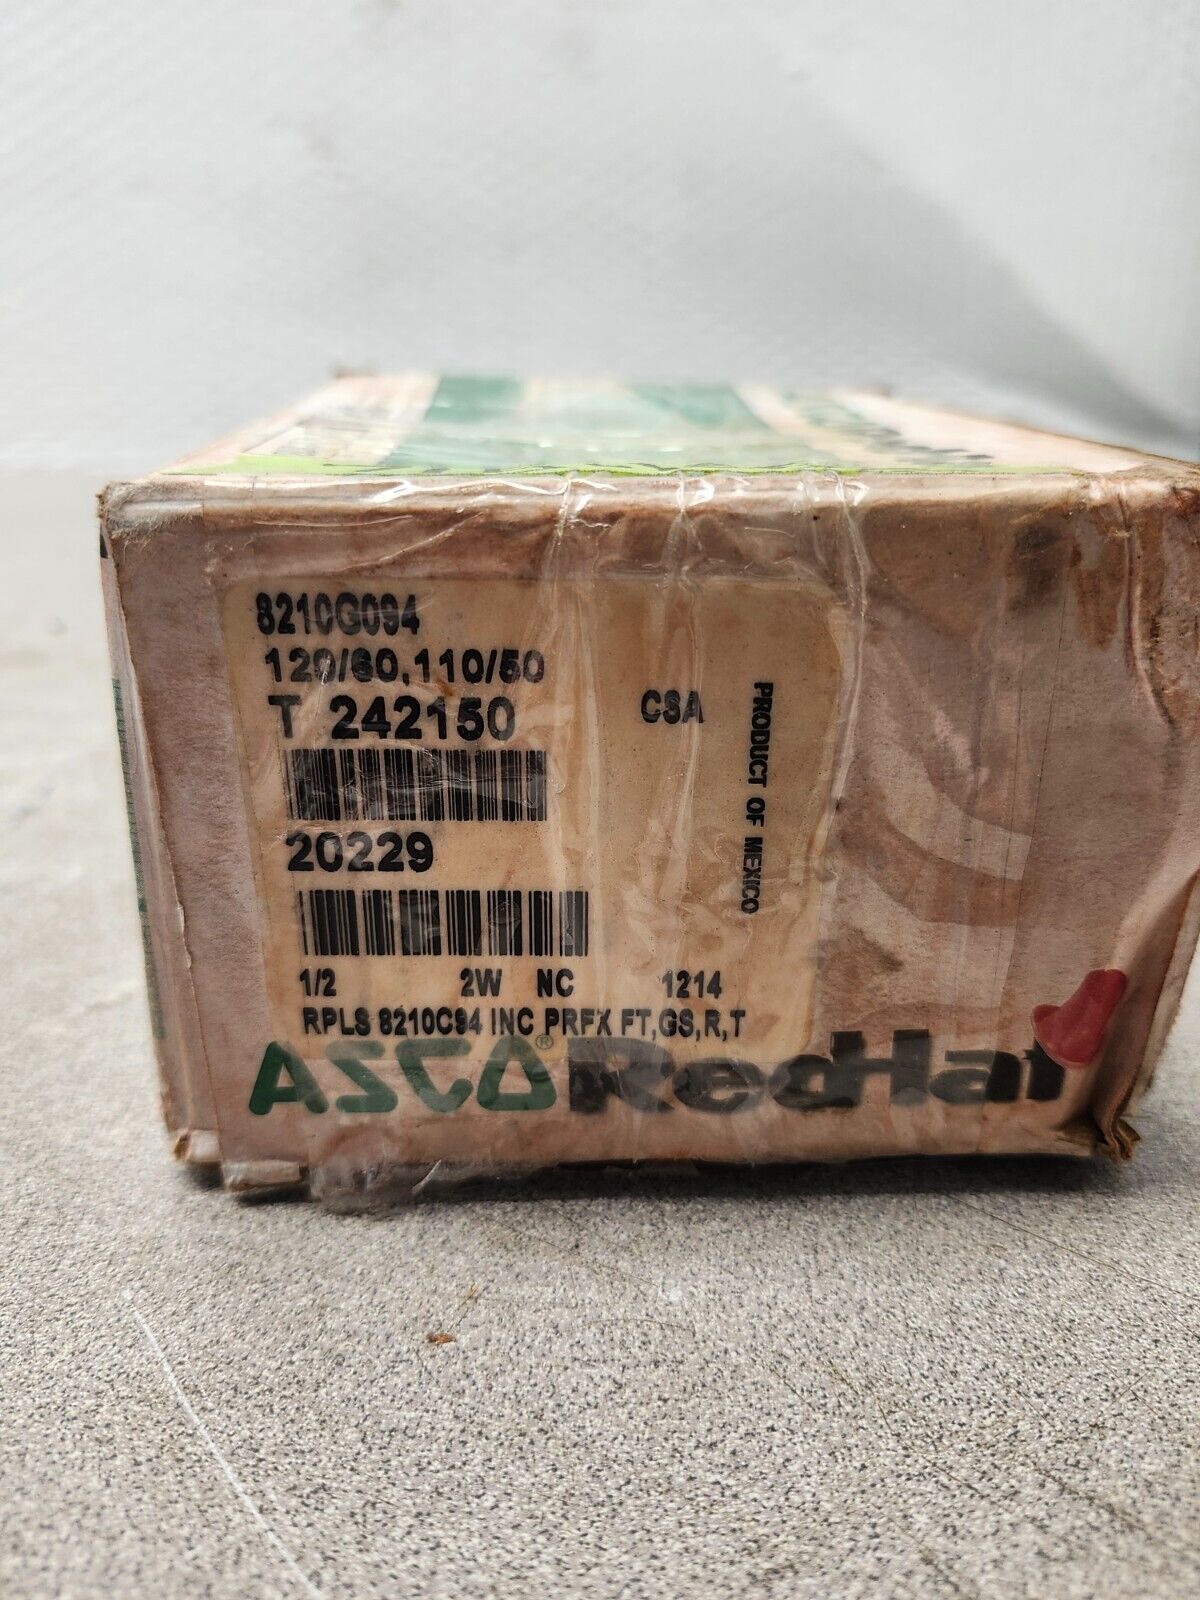 8210G094
120/60,110/50
T 242150
CSA
PRODUCT OF MEXICO
20229
1/2 2W NC 1214
RPLS 8210C94 INC PRFX FT,GS,R,T
ASCO® RedHat